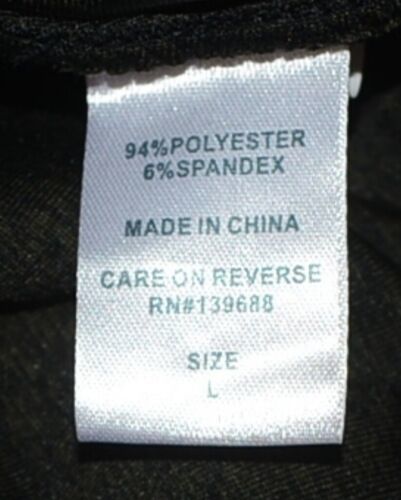 94%POLYESTER
6%SPANDEX
MADE IN CHINA
CARE ON REVERSE
RN#139688
SIZE
L